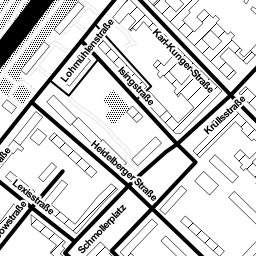 Lohmühlenstraße
Karl-Kunger-Straße
Isingstraße
Krüllsstraße
Heidelberger Straße
Lexisstraße
Schmollerplatz